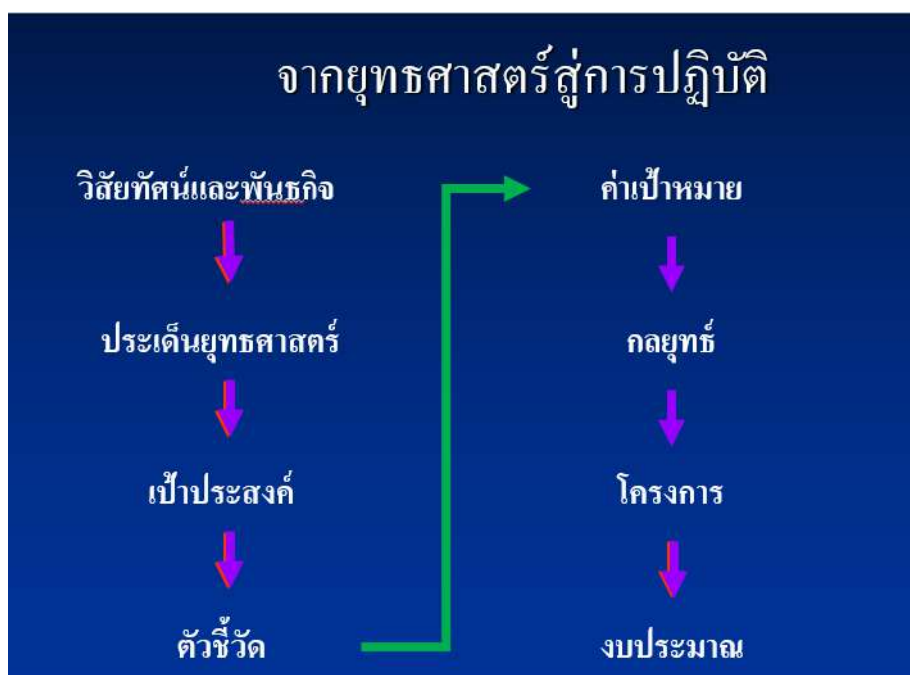 จากยุทธศาสตร์สู่การปฏิบัติ
วิสัยทัศน์และพันธกิจ
ประเด็นยุทธศาสตร์
เป้าประสงค์
ตัวชี้วัด
ค่าเป้าหมาย
กลยุทธ์
โครงการ
งบประมาณ